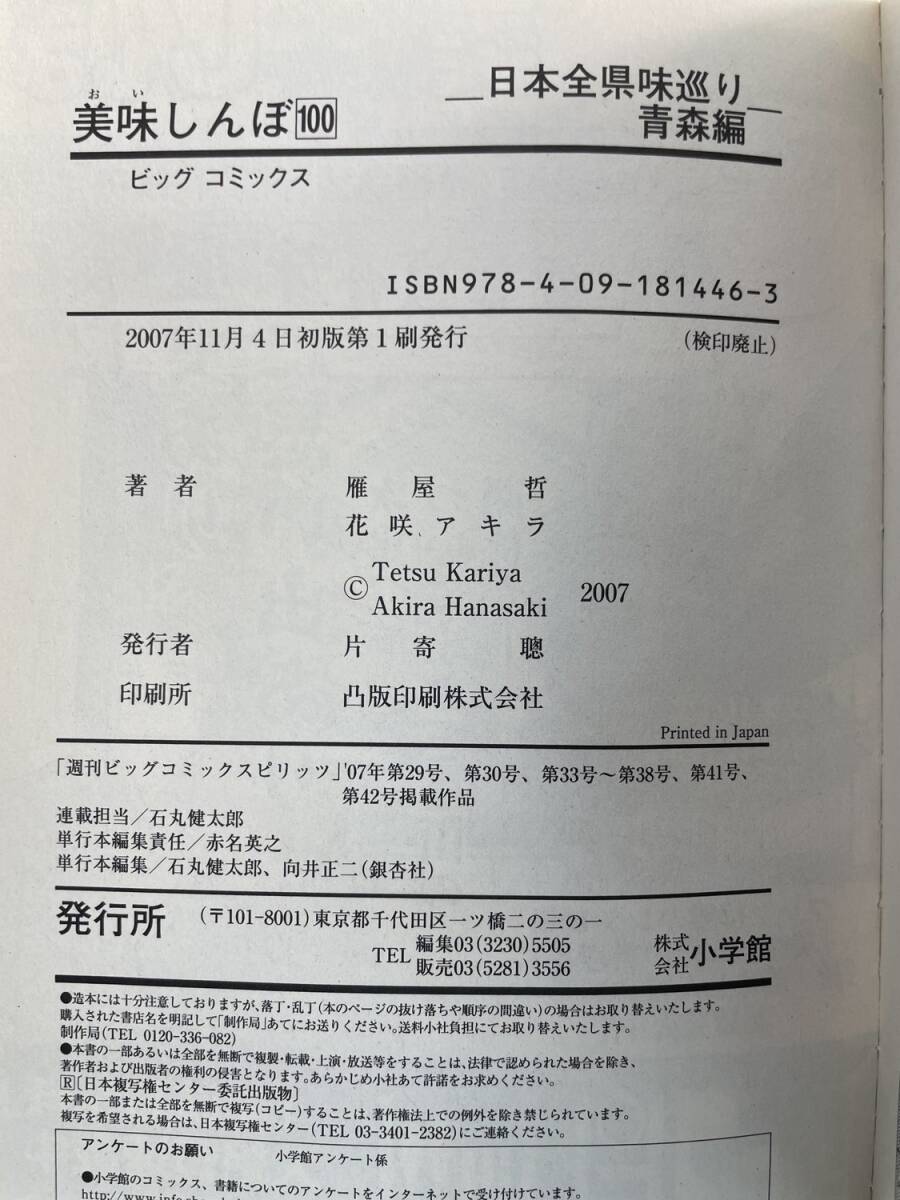 おい
美味しんぼ100
日本全県味巡り
青森編
ビッグ コミックス
ISBN978-4-09-181446-3
2007年11月4日初版第1刷発行 (検印廃止)
著者 雁屋哲
花咲アキラ
© Tetsu Kariya
Akira Hanasaki 2007
発行者 片寄聰
印刷所 凸版印刷株式会社
Printed in Japan
「週刊ビッグコミックスピリッツ」'07年第29号、第30号、第33号〜第38号、第41号、
第42号掲載作品
連載担当/石丸健太郎
単行本編集責任/赤名英之
単行本編集/石丸健太郎、向井正二(銀杏社)
発行所 (〒101-8001)東京都千代田区一ツ橋二の三の一
TEL 編集03(3230)5505
販売03(5281)3556
株式会社 小学館
●造本には十分注意しておりますが、落丁・乱丁(本のページの抜け落ちや順序の間違い)の場合はお取り替えいたします。
購入された書店名を明記して「制作局」あてにお送りください。送料小社負担にてお取り替えいたします。
制作局(TEL 0120-336-082)
●本書の一部あるいは全部を無断で複製・転載・上演・放送等をすることは、法律で認められた場合を除き、
著作者および出版者の権利の侵害となります。あらかじめ小社あて許諾をお求めください。
R〔日本複写権センター委託出版物〕
本書の一部または全部を無断で複写(コピー)することは、著作権法上での例外を除き禁じられています。
複写を希望される場合は、日本複写権センター(TEL 03-3401-2382)にご連絡ください。
アンケートのお願い 小学館アンケート係
●小学館のコミックス、書籍についてのアンケートをインターネットで受け付けています。